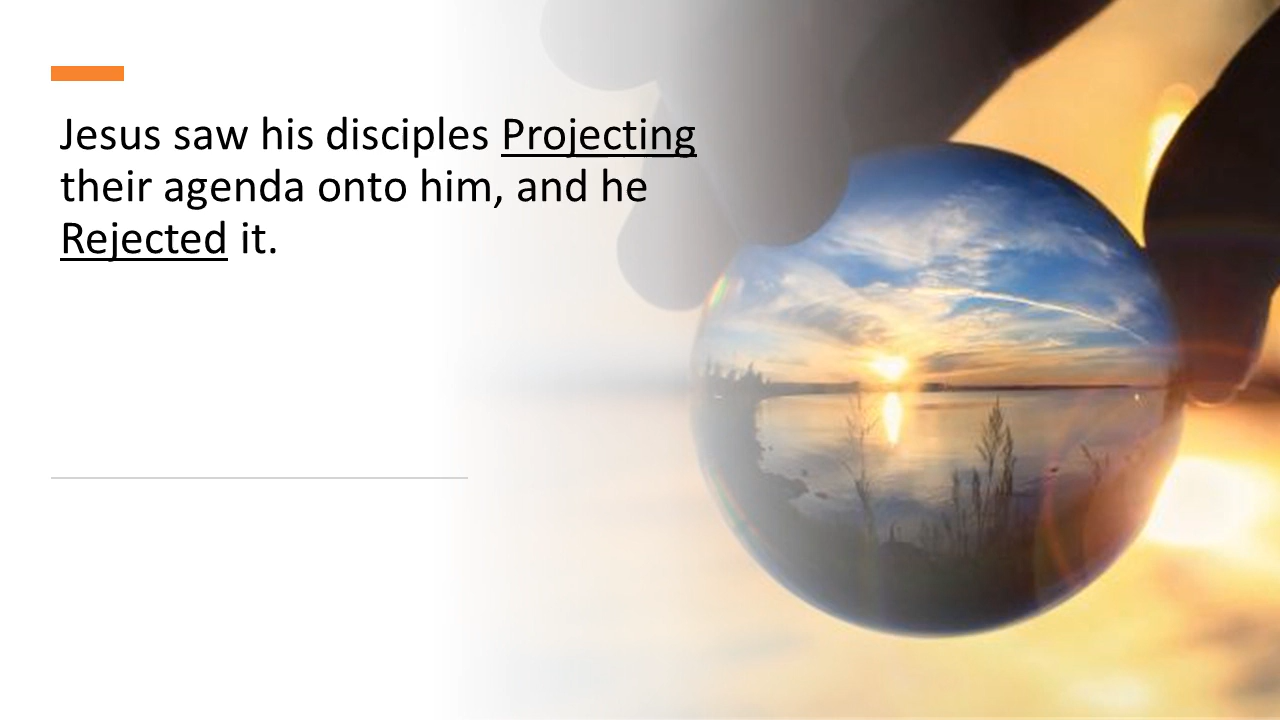 Jesus saw his disciples Projecting
their agenda onto him, and he
Rejected it.